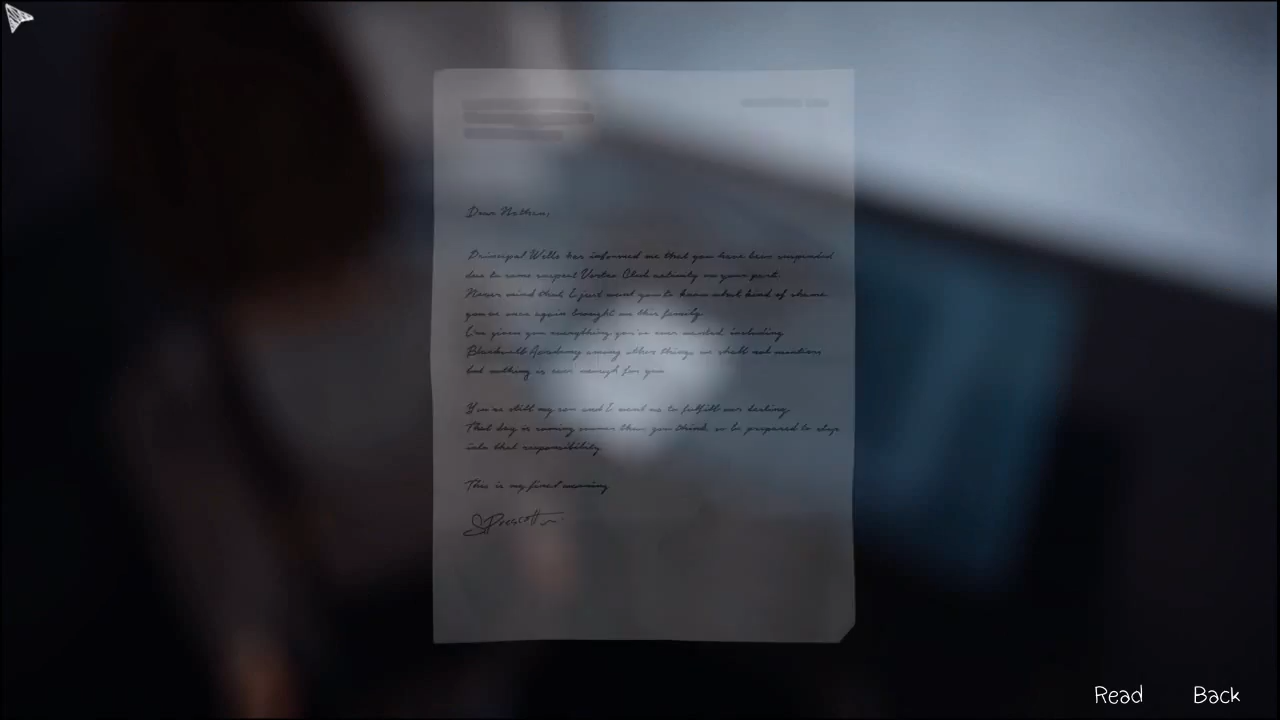 Dear Nathan,
Principal Wells has informed me that you have been suspended
due to some suspect Vortex Club activity on your part.
Never mind that, I just want you to know what kind of shame
you've once again brought on this family.
I've given you everything you've ever wanted including
Blackwell Academy among other things we shall not mention
but nothing is ever enough for you.
You're still my son and I want us to fulfill our destiny.
That day is coming sooner than you think so be prepared to step
into that responsibility.
This is my final warning
S Prescott
Read Back